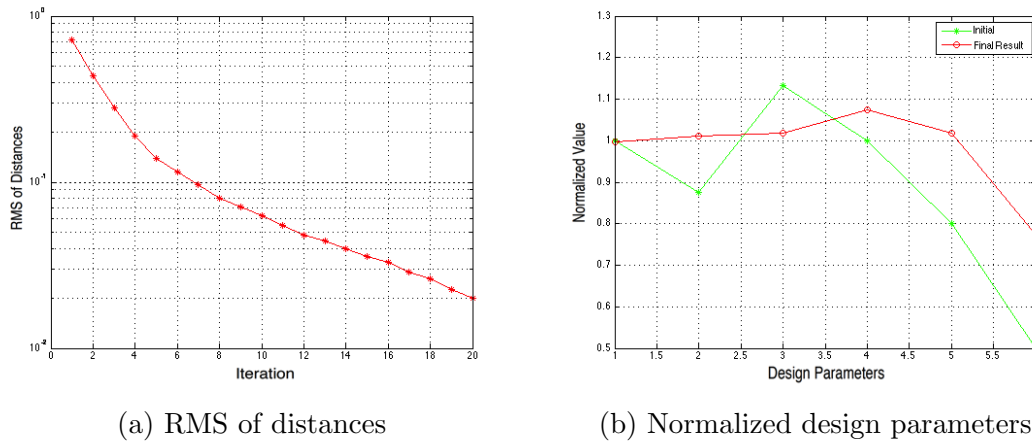 10^0
10^-1
10^-2
RMS of Distances
0 2 4 6 8 10 12 14 16 18 20
Iteration
(a) RMS of distances
1.3
1.2
1.1
1
0.9
0.8
0.7
0.6
0.5
Normalized Value
Initial
Final Result
1 1.5 2 2.5 3 3.5 4 4.5 5 5.5
Design Parameters
(b) Normalized design parameters